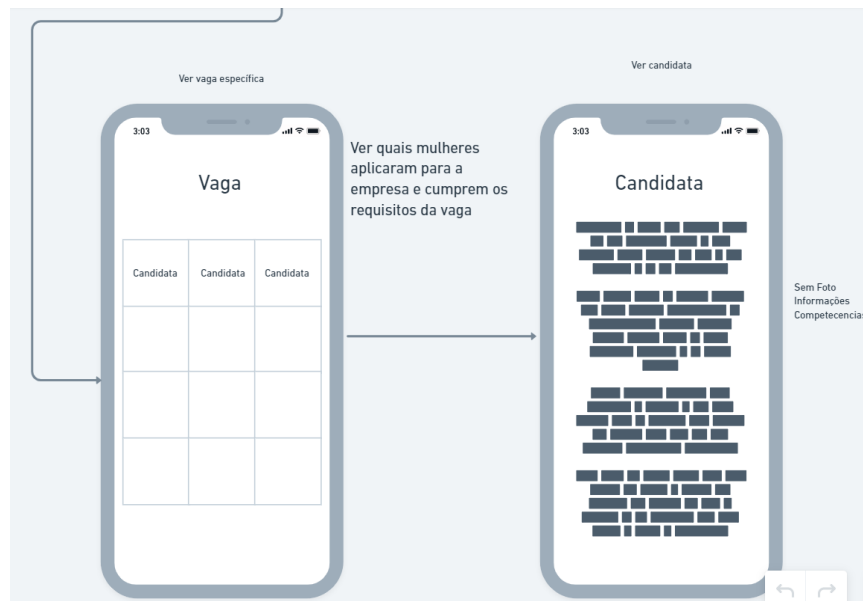 Ver vaga específica
3:03
Vaga
Candidata Candidata Candidata
Ver quais mulheres
aplicaram para a
empresa e cumprem os
requisitos da vaga
Ver candidata
3:03
Candidata
Sem Foto
Informações
Competecencias